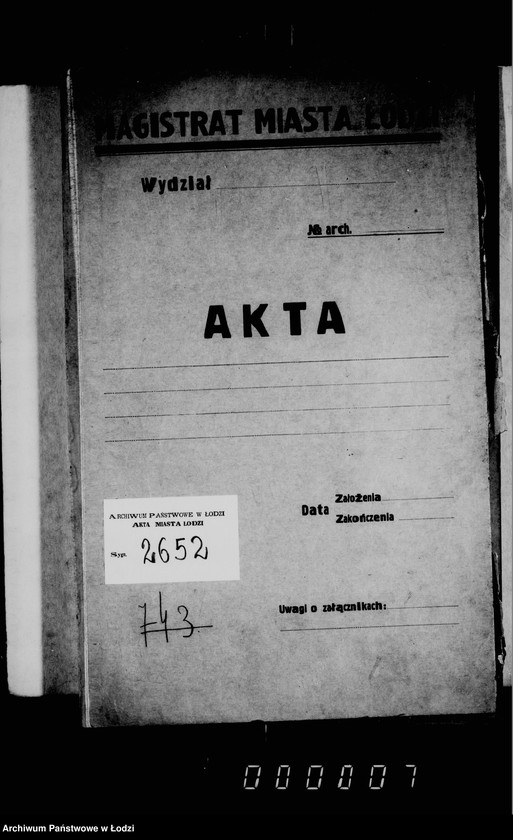 MAGISTRAT MIASTA ŁODZI
Wydział
№ arch.
AKTA
Data
Założenia
Zakończenia
ARCHIWUM PAŃSTWOWE W ŁODZI
AKTA MIASTA ŁODZI
Syg. 2652
743
Uwagi o załącznikach:
000007
Archiwum Państwowe w Łodzi